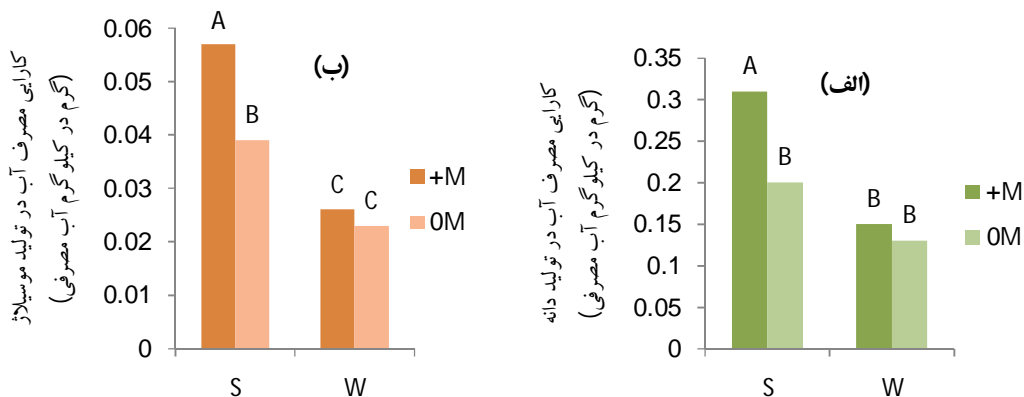 (ب)
کارایی مصرف آب در تولید موسیلاژ
(گرم در کیلوگرم آب مصرفی)
0.06
0.05
0.04
0.03
0.02
0.01
0
A
B
C
C
S
W
+M
0M
(الف)
کارایی مصرف آب در تولید دانه
(گرم در کیلوگرم آب مصرفی)
0.35
0.3
0.25
0.2
0.15
0.1
0.05
0
A
B
B
B
S
W
+M
0M